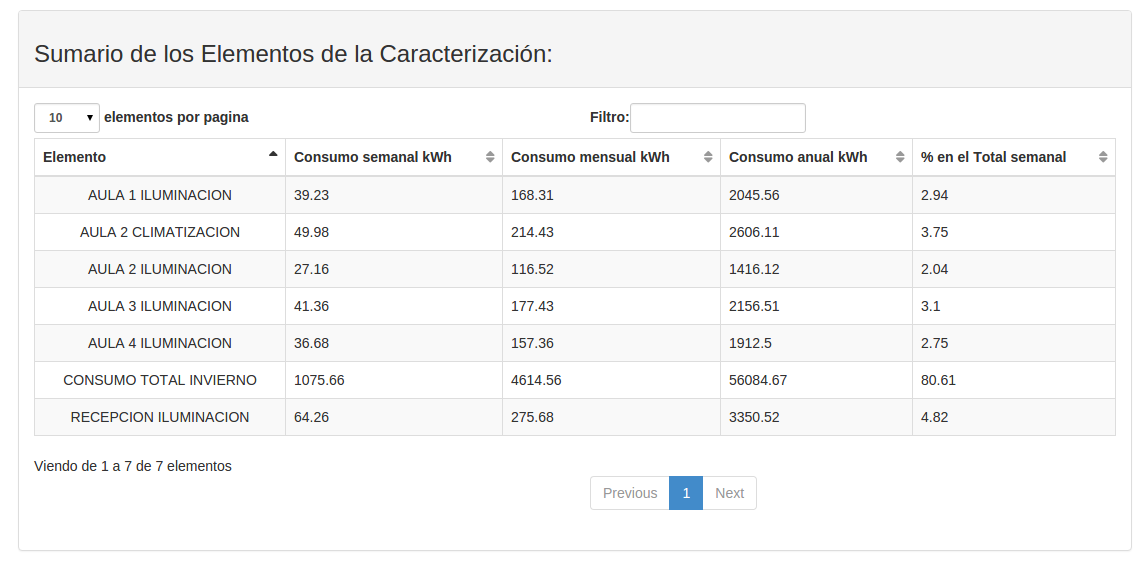 Sumario de los Elementos de la Caracterización:
10 elementos por pagina Filtro:
Elemento Consumo semanal kWh Consumo mensual kWh Consumo anual kWh % en el Total semanal
AULA 1 ILUMINACION 39.23 168.31 2045.56 2.94
AULA 2 CLIMATIZACION 49.98 214.43 2606.11 3.75
AULA 2 ILUMINACION 27.16 116.52 1416.12 2.04
AULA 3 ILUMINACION 41.36 177.43 2156.51 3.1
AULA 4 ILUMINACION 36.68 157.36 1912.5 2.75
CONSUMO TOTAL INVIERNO 1075.66 4614.56 56084.67 80.61
RECEPCION ILUMINACION 64.26 275.68 3350.52 4.82
Viendo de 1 a 7 de 7 elementos
Previous 1 Next